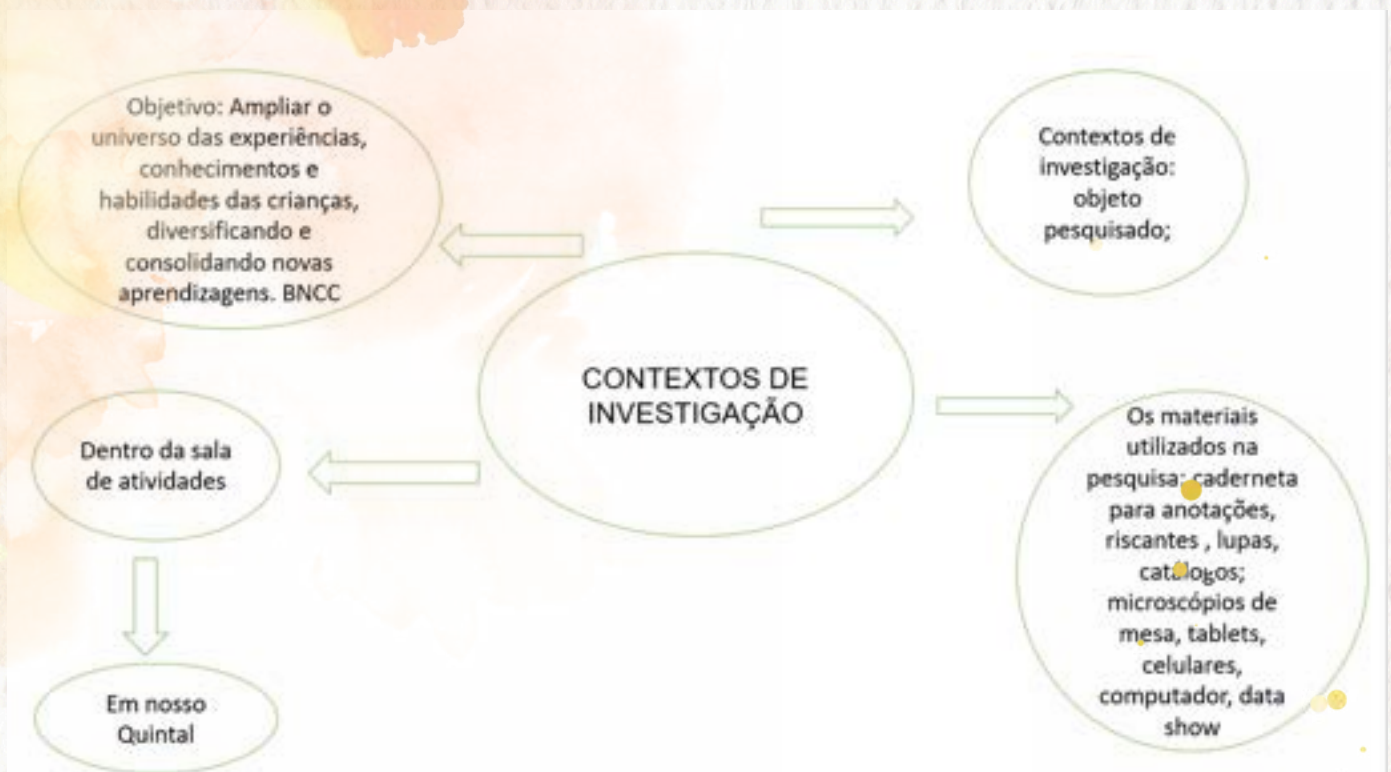 Objetivo: Ampliar o
universo das experiências,
conhecimentos e
habilidades das crianças,
diversificando e
consolidando novas
aprendizagens. BNCC
Contextos de
investigação:
objeto
pesquisado;
CONTEXTOS DE
INVESTIGAÇÃO
Dentro da sala
de atividades
Os materiais
utilizados na
pesquisa: caderneta
para anotações,
riscantes , lupas,
catálogos;
microscópios de
mesa, tablets,
celulares,
computador, data
show
Em nosso
Quintal